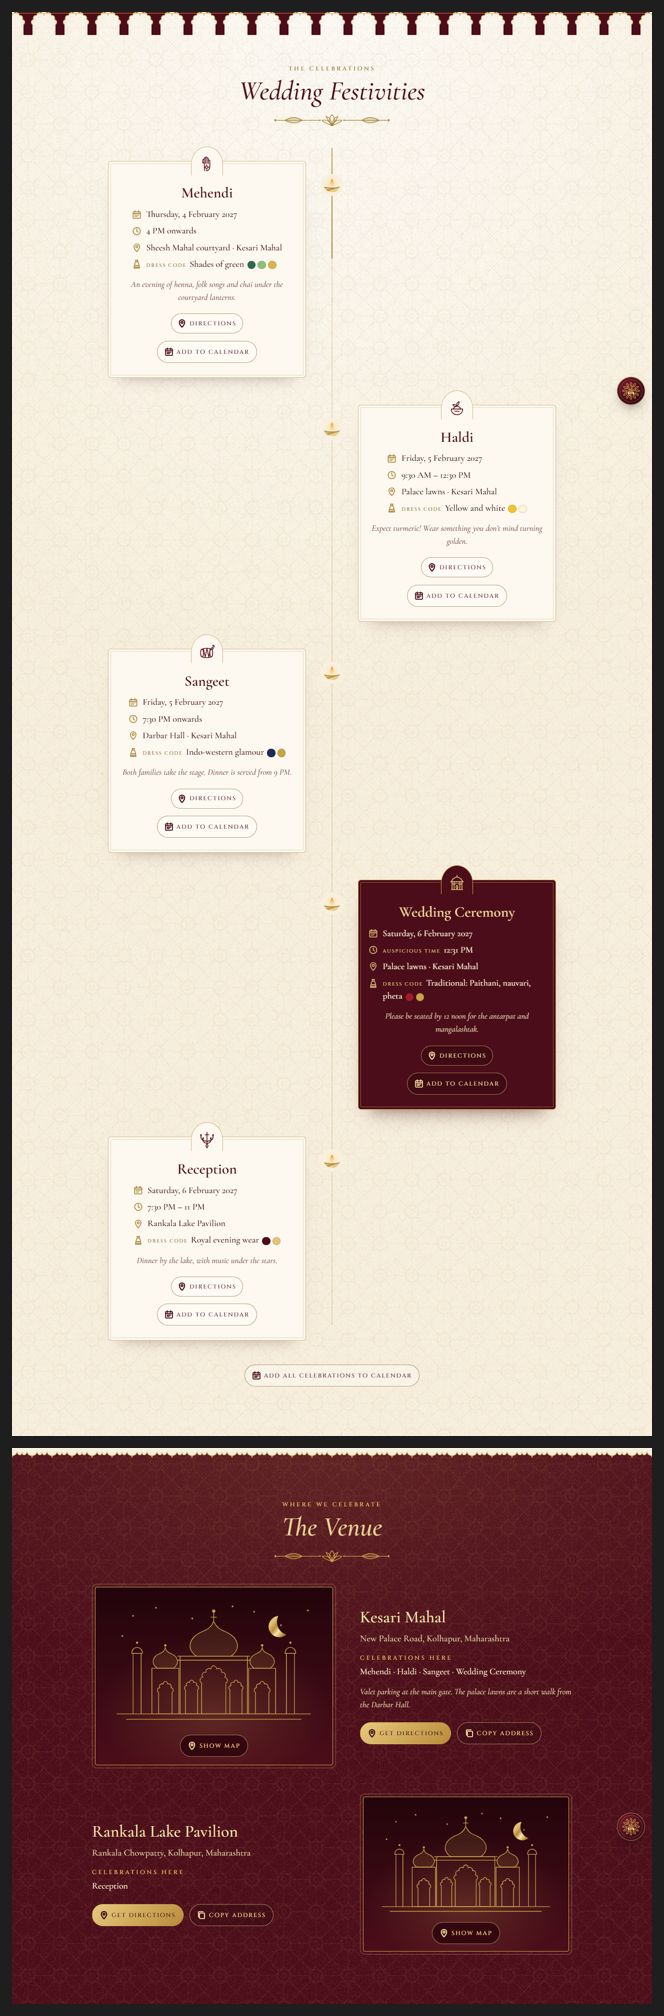 THE CELEBRATIONS
Wedding Festivities
Mehendi
Thursday, 4 February 2027
4 PM onwards
Sheesh Mahal courtyard · Kesari Mahal
DRESS CODE Shades of green
An evening of henna, folk songs and chai under the
courtyard lanterns.
DIRECTIONS
ADD TO CALENDAR
Haldi
Friday, 5 February 2027
9:30 AM – 12:30 PM
Palace lawns · Kesari Mahal
DRESS CODE Yellow and white
Expect turmeric! Wear something you don't mind turning
golden.
DIRECTIONS
ADD TO CALENDAR
Sangeet
Friday, 5 February 2027
7:30 PM onwards
Darbar Hall · Kesari Mahal
DRESS CODE Indo-western glamour
Both families take the stage. Dinner is served from 9 PM.
DIRECTIONS
ADD TO CALENDAR
Wedding Ceremony
Saturday, 6 February 2027
AUSPICIOUS TIME 12:31 PM
Palace lawns · Kesari Mahal
DRESS CODE Traditional: Paithani, nauvari,
pheta
Please be seated by 12 noon for the antarpat and
mangalashtak.
DIRECTIONS
ADD TO CALENDAR
Reception
Saturday, 6 February 2027
7:30 PM – 11 PM
Rankala Lake Pavilion
DRESS CODE Royal evening wear
Dinner by the lake, with music under the stars.
DIRECTIONS
ADD TO CALENDAR
ADD ALL CELEBRATIONS TO CALENDAR
WHERE WE CELEBRATE
The Venue
SHOW MAP
Kesari Mahal
New Palace Road, Kolhapur, Maharashtra
CELEBRATIONS HERE
Mehendi · Haldi · Sangeet · Wedding Ceremony
Valet parking at the main gate. The palace lawns are a short walk from
the Darbar Hall.
GET DIRECTIONS
COPY ADDRESS
Rankala Lake Pavilion
Rankala Chowpatty, Kolhapur, Maharashtra
CELEBRATIONS HERE
Reception
GET DIRECTIONS
COPY ADDRESS
SHOW MAP